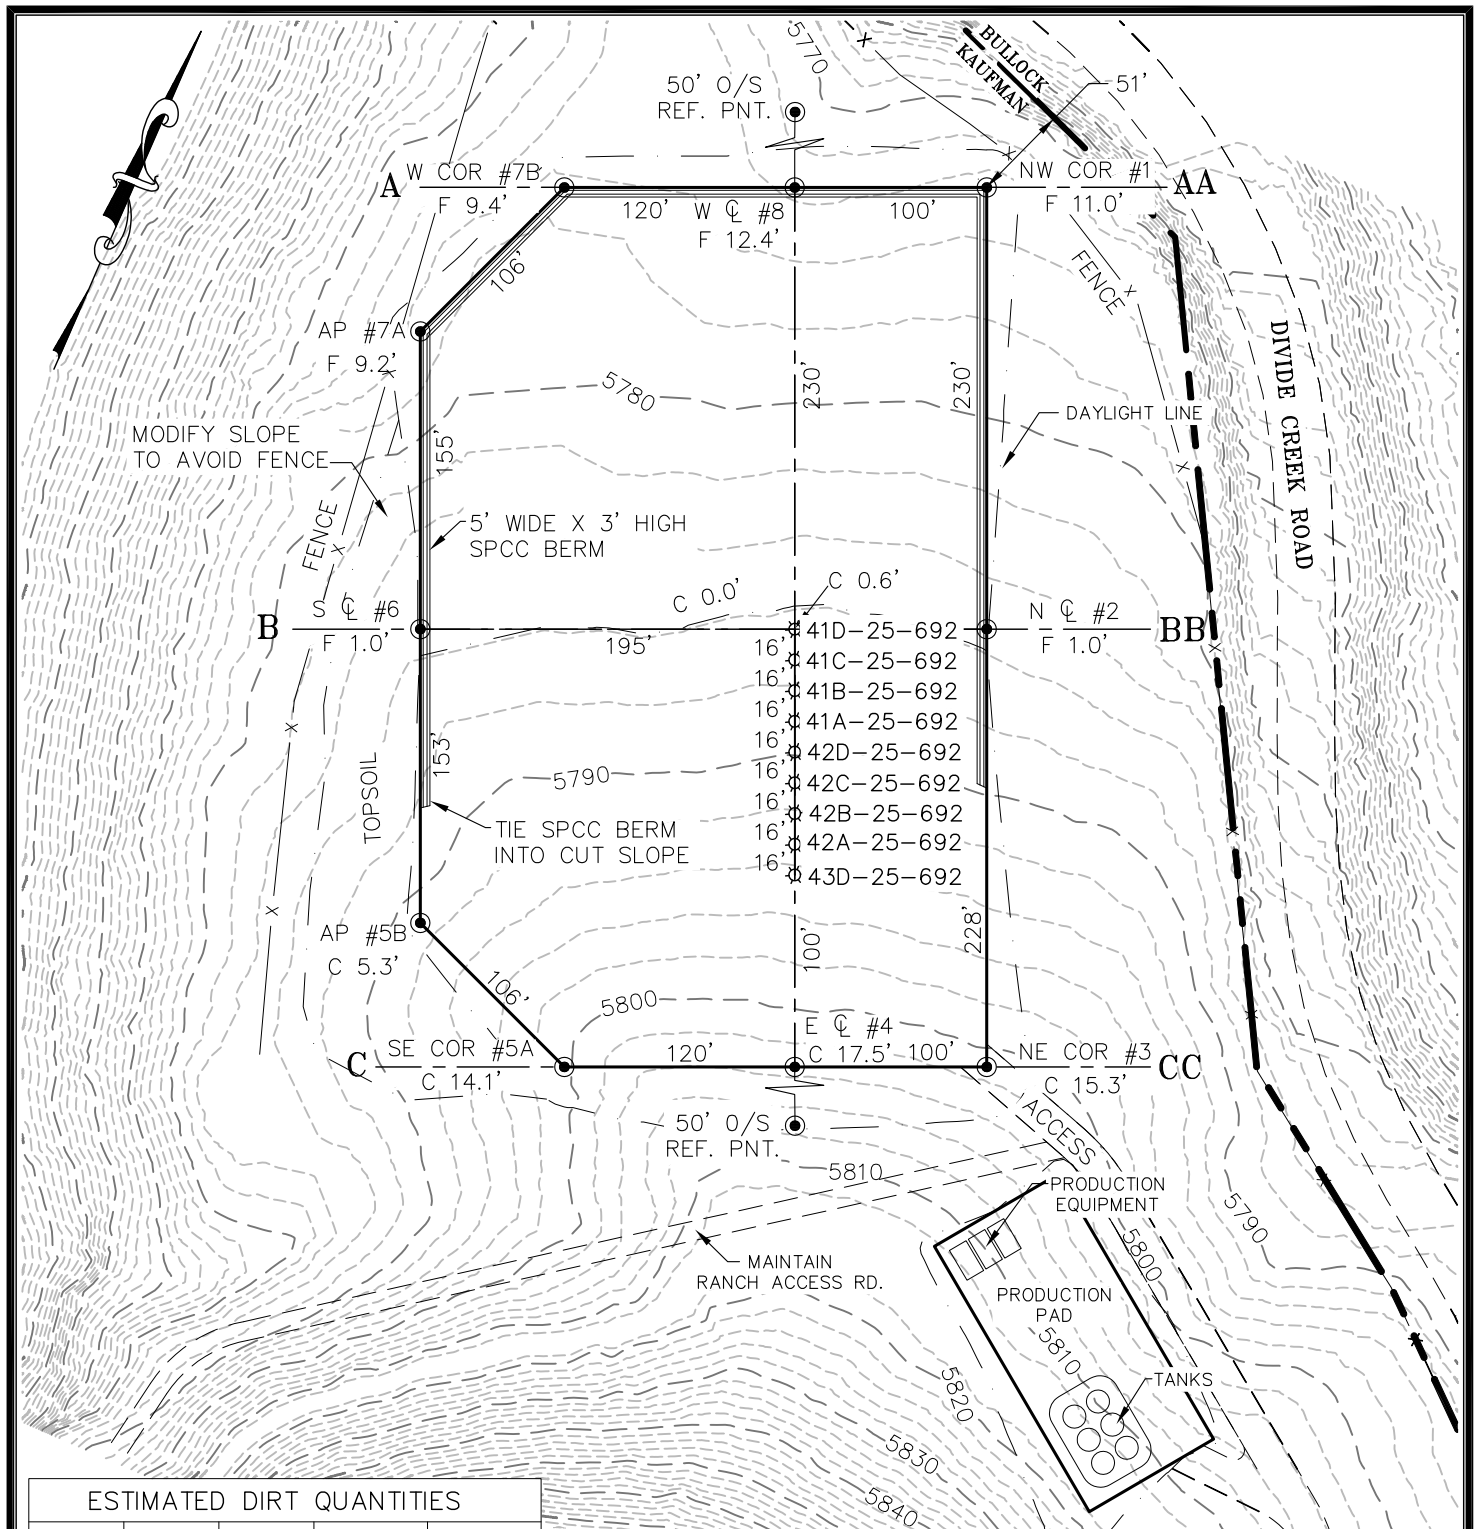 5770
BULLOCK
KAUFMAN
51'
50' O/S
REF. PNT.
A
W COR #7B
F 9.4'
NW COR #1
AA
F 11.0'
120'
W ℄ #8
100'
F 12.4'
106'
FENCE
AP #7A
F 9.2'
DIVIDE CREEK ROAD
5780
230'
230'
DAYLIGHT LINE
MODIFY SLOPE
TO AVOID FENCE
155'
FENCE
5' WIDE X 3' HIGH
SPCC BERM
C 0.6'
C 0.0'
B
S ℄ #6
F 1.0'
195'
N ℄ #2
F 1.0'
BB
41D-25-692
16'
41C-25-692
16'
41B-25-692
16'
41A-25-692
16'
42D-25-692
16'
42C-25-692
16'
42B-25-692
16'
42A-25-692
16'
43D-25-692
153'
TOPSOIL
5790
TIE SPCC BERM
INTO CUT SLOPE
AP #5B
C 5.3'
228'
100'
106'
5800
E ℄ #4
C 17.5'
100'
120'
C
SE COR #5A
C 14.1'
NE COR #3
C 15.3'
CC
50' O/S
REF. PNT.
ACCESS
5810
PRODUCTION
EQUIPMENT
5790
5800
MAINTAIN
RANCH ACCESS RD.
PRODUCTION
PAD
5810
TANKS
5820
5830
5840
ESTIMATED DIRT QUANTITIES